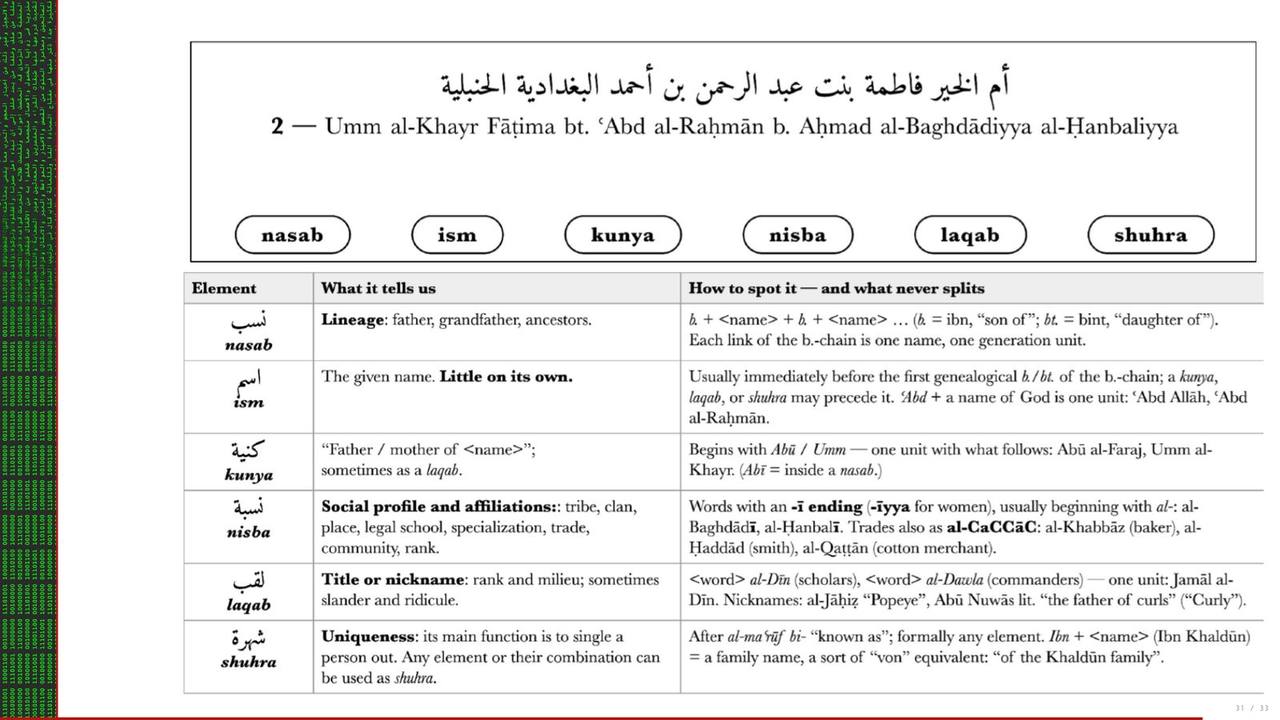 أم الخير فاطمة بنت عبد الرحمن بن أحمد البغدادية الحنبلية
2 — Umm al-Khayr Fāṭima bt. ʿAbd al-Raḥmān b. Aḥmad al-Baghdādiyya al-Ḥanbaliyya
nasab ism kunya nisba laqab shuhra
Element What it tells us How to spot it — and what never splits
نسب
nasab
Lineage: father, grandfather, ancestors.
b. + <name> + b. + <name> … (b. = ibn, “son of”; bt. = bint, “daughter of”).
Each link of the b.-chain is one name, one generation unit.
اسم
ism
The given name. Little on its own.
Usually immediately before the first genealogical b./bt. of the b.-chain; a kunya,
laqab, or shuhra may precede it. ʿAbd + a name of God is one unit: ʿAbd Allāh, ʿAbd
al-Raḥmān.
كنية
kunya
“Father / mother of <name>”;
sometimes as a laqab.
Begins with Abū / Umm — one unit with what follows: Abū al-Faraj, Umm al-
Khayr. (Abī = inside a nasab.)
نسبة
nisba
Social profile and affiliations:: tribe, clan,
place, legal school, specialization, trade,
community, rank.
Words with an -ī ending (-īyya for women), usually beginning with al-: al-
Baghdādī, al-Ḥanbalī. Trades also as al-CaCCāC: al-Khabbāz (baker), al-
Ḥaddād (smith), al-Qaṭṭān (cotton merchant).
لقب
laqab
Title or nickname: rank and milieu; sometimes
slander and ridicule.
<word> al-Dīn (scholars), <word> al-Dawla (commanders) — one unit: Jamāl al-
Dīn. Nicknames: al-Jāḥiẓ “Popeye”, Abū Nuwās lit. “the father of curls” (“Curly”).
شهرة
shuhra
Uniqueness: its main function is to single a
person out. Any element or their combination can
be used as shuhra.
After al-maʿrūf bi- “known as”; formally any element. Ibn + <name> (Ibn Khaldūn)
= a family name, a sort of “von” equivalent: “of the Khaldūn family”.
31 / 33